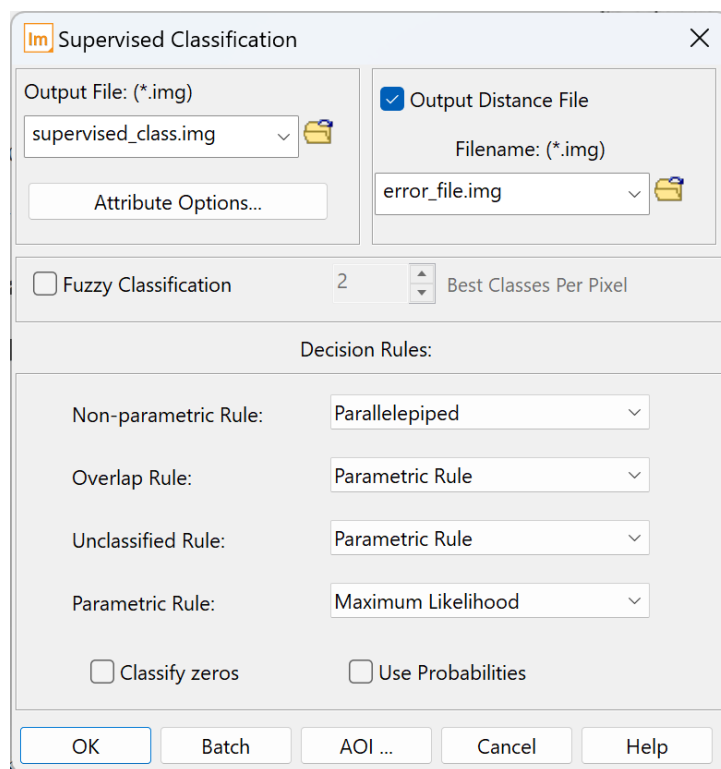 Im Supervised Classification
Output File: (*.img)
supervised_class.img
Attribute Options...
Output Distance File
Filename: (*.img)
error_file.img
Fuzzy Classification 2 Best Classes Per Pixel
Decision Rules:
Non-parametric Rule: Parallelepiped
Overlap Rule: Parametric Rule
Unclassified Rule: Parametric Rule
Parametric Rule: Maximum Likelihood
Classify zeros Use Probabilities
OK Batch AOI ... Cancel Help